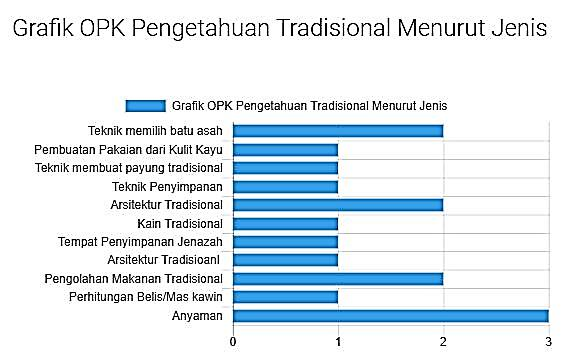 Grafik OPK Pengetahuan Tradisional Menurut Jenis
Grafik OPK Pengetahuan Tradisional Menurut Jenis
Teknik memilih batu asah
Pembuatan Pakaian dari Kulit Kayu
Teknik membuat payung tradisional
Teknik Penyimpanan
Arsitektur Tradisional
Kain Tradisional
Tempat Penyimpanan Jenazah
Arsitektur Tradisioanl
Pengolahan Makanan Tradisional
Perhitungan Belis/Mas kawin
Anyaman
0 1 2 3